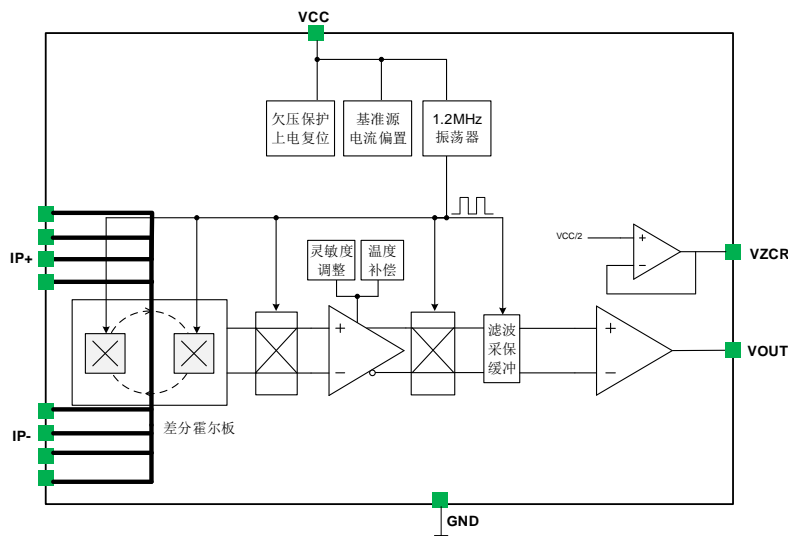 VCC
欠压保护
上电复位
基准源
电流偏置
1.2MHz
振荡器
IP+
灵敏度
调整
温度
补偿
VCC/2
+
−
VZCR
+
−
滤波
采保
缓冲
+
−
VOUT
差分霍尔板
IP-
GND